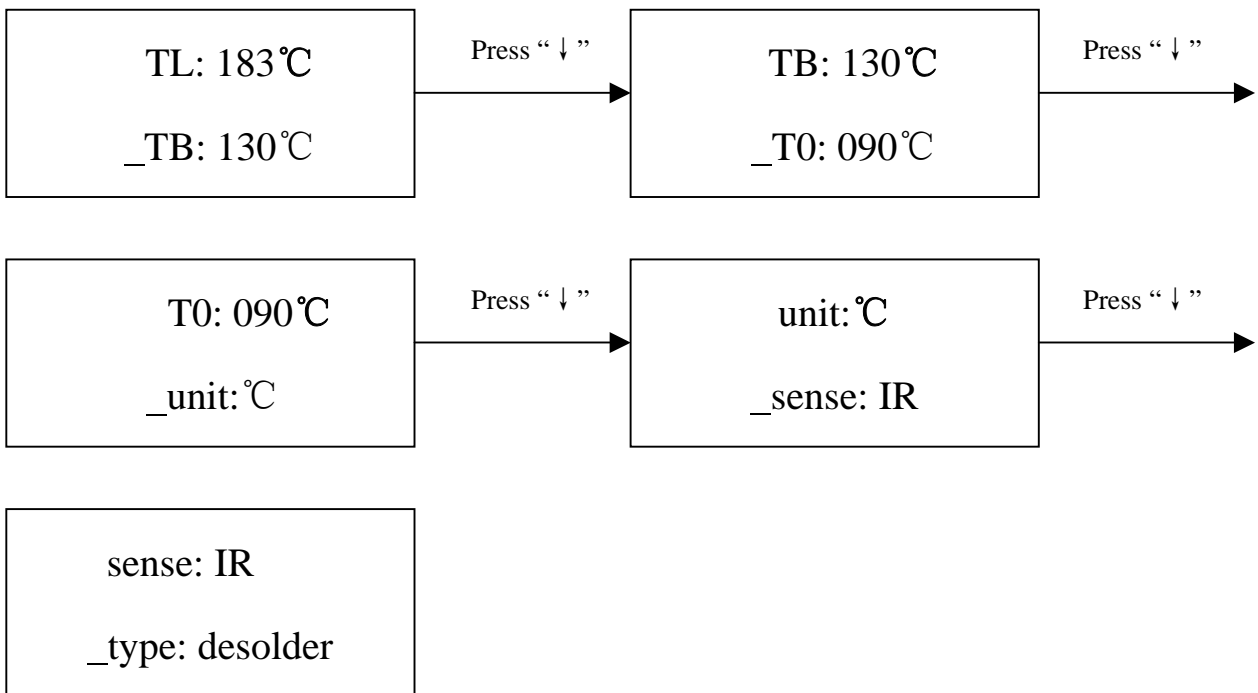 TL: 183℃
_TB: 130℃
Press “↓”
TB: 130℃
_T0: 090℃
Press “↓”
T0: 090℃
_unit:℃
Press “↓”
unit:℃
_sense: IR
Press “↓”
sense: IR
_type: desolder